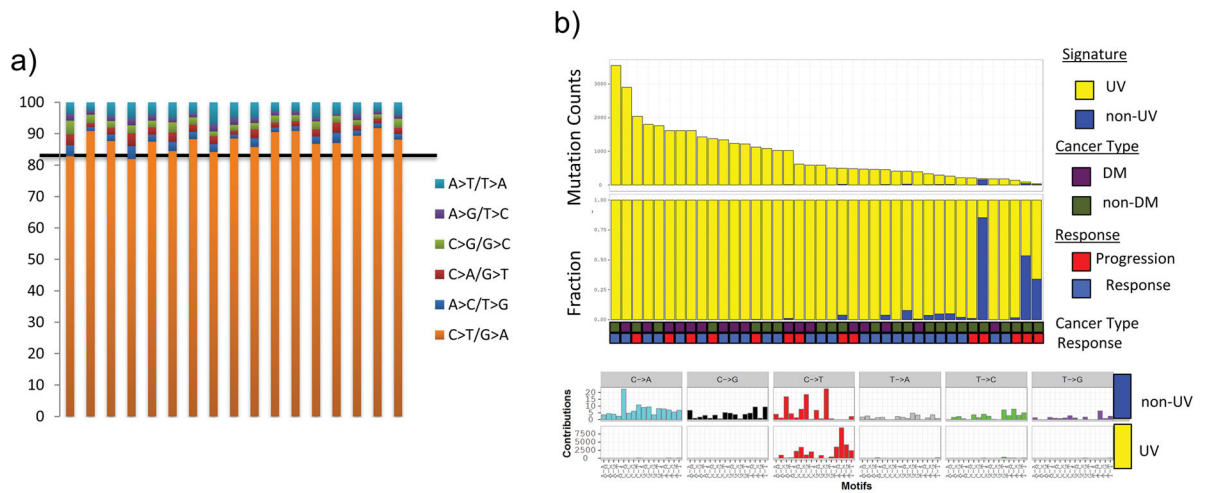 a)
100
90
80
70
60
50
40
30
20
10
0
A>T/T>A
A>G/T>C
C>G/G>C
C>A/G>T
A>C/T>G
C>T/G>A
b)
Mutation Counts
3000
2000
1000
0
Fraction
1.00
0.75
0.50
0.25
0.00
Signature
UV
non-UV
Cancer Type
DM
non-DM
Response
Progression
Response
Cancer Type
Response
C->A C->G C->T T->A T->C T->G
Contributions
20
15
10
5
0
non-UV
7500
5000
2500
0
UV
Motifs